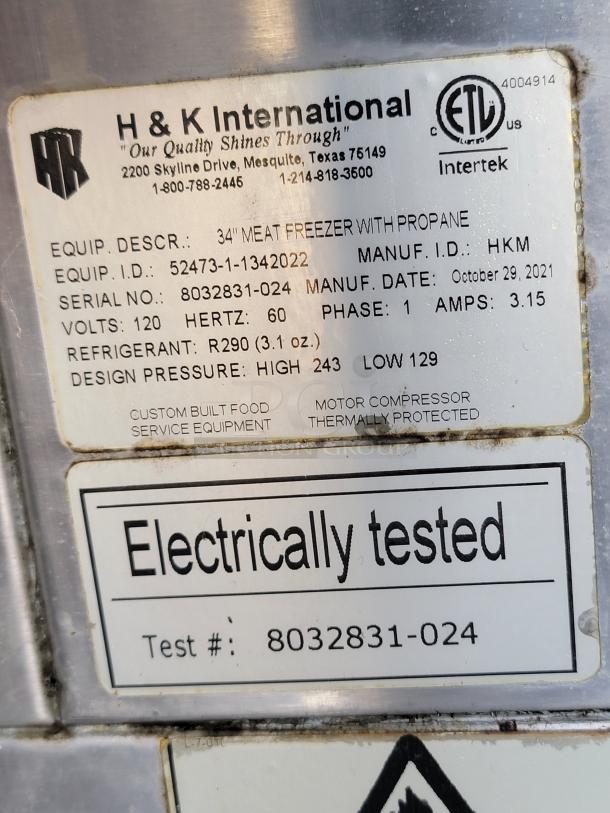 HK
H & K International
"Our Quality Shines Through"
2200 Skyline Drive, Mesquite, Texas 75149
1-800-788-2445 1-214-818-3500
4004914
ETL
LISTED
C US
Intertek
EQUIP. DESCR.: 34" MEAT FREEZER WITH PROPANE
EQUIP. I.D.: 52473-1-1342022 MANUF. I.D.: HKM
SERIAL NO.: 8032831-024 MANUF. DATE: October 29, 2021
VOLTS: 120 HERTZ: 60 PHASE: 1 AMPS: 3.15
REFRIGERANT: R290 (3.1 oz.)
DESIGN PRESSURE: HIGH 243 LOW 129
CUSTOM BUILT FOOD MOTOR COMPRESSOR
SERVICE EQUIPMENT THERMALLY PROTECTED
Electrically tested
Test #: 8032831-024